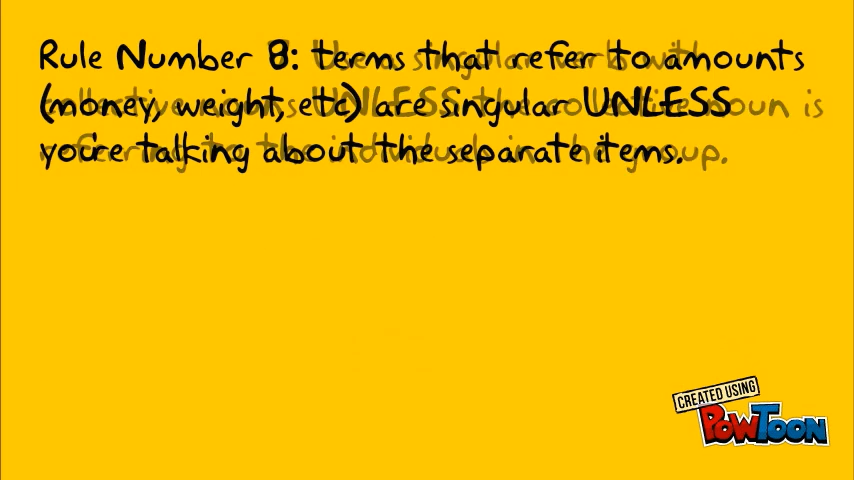 Rule Number 8: terms that refer to amounts
(money, weight, etc) are singular UNLESS
you're talking about the separate items.
CREATED USING
POWTOON